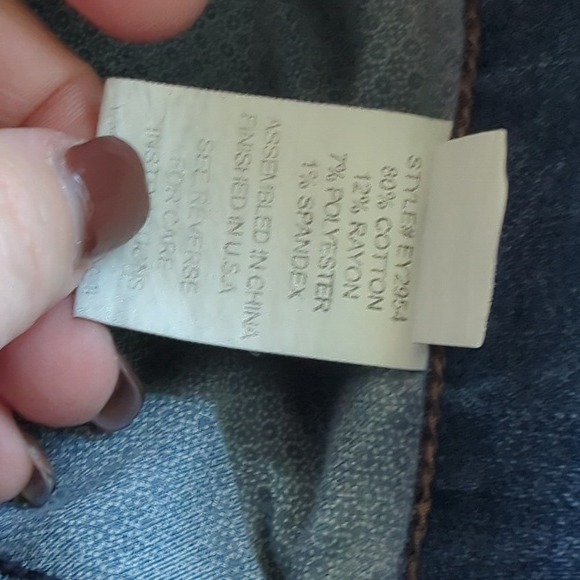 STYLE# EY2954
80% COTTON
12% RAYON
7% POLYESTER
1% SPANDEX
ASSEMBLED IN CHINA
FINISHED IN U.S.A
SEE REVERSE
FOR CARE